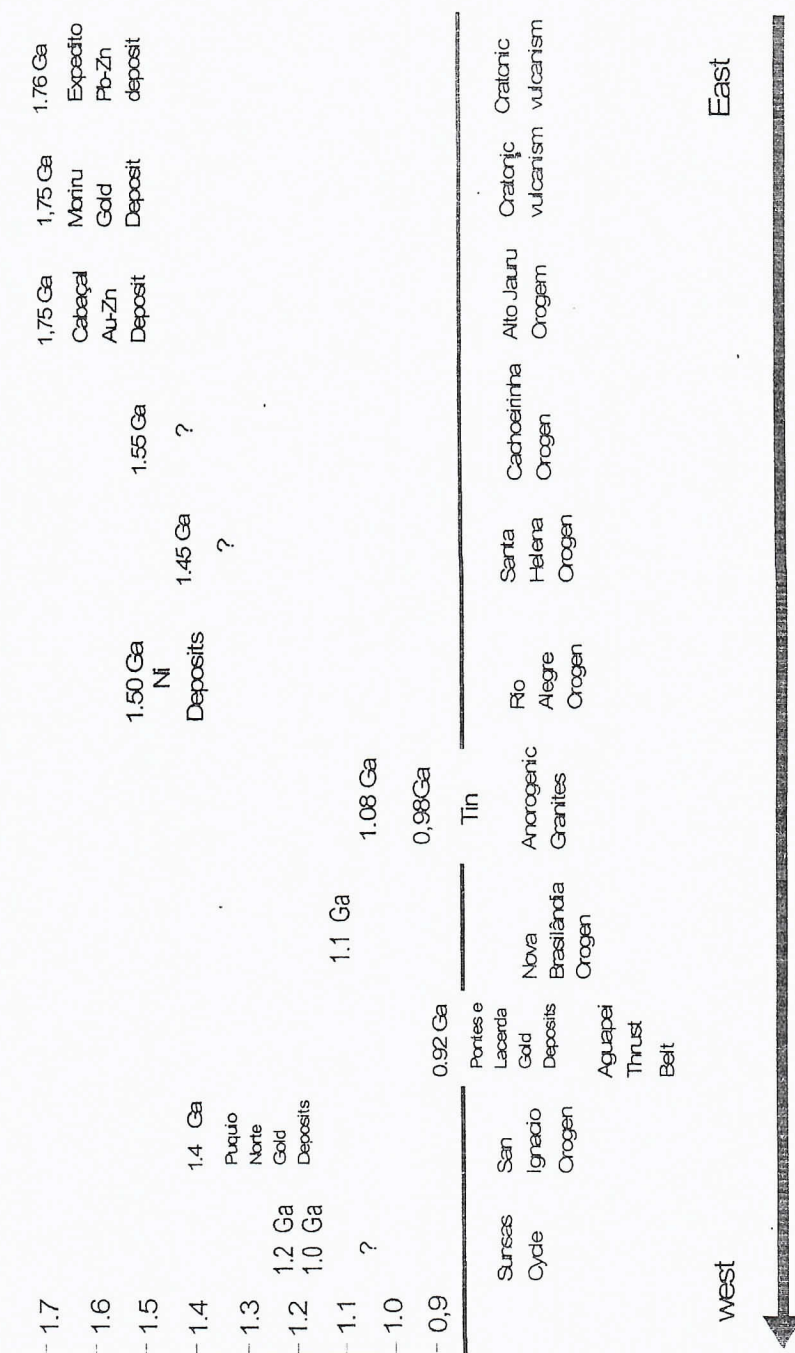 1.7
1.6
1.5
1.4
1.3
1.2
1.1
1.0
0,9
1.2 Ga
1.0 Ga
?
Sunsas
Cycle
1.4 Ga
Puquio
Norte
Gold
Deposits
San
Ignacio
Orogen
0.92 Ga
Pontes e
Lacerda
Gold
Deposits
Aguapei
Thrust
Belt
1.1 Ga
Nova
Brasilândia
Orogen
1.08 Ga
0,98Ga
Tin
Anorogenic
Granites
1.50 Ga
Ni
Deposits
Rio
Alegre
Orogen
1.45 Ga
?
Santa
Helena
Orogen
1.55 Ga
?
Cachoeirinha
Orogen
1,75 Ga
Cabaçal
Au-Zn
Deposit
Alto Jauru
Orogem
1,75 Ga
Moriru
Gold
Deposit
Cratonic
vulcanism
1.76 Ga
Expedito
Pb-Zn
deposit
Cratonic
vulcanism
west
East